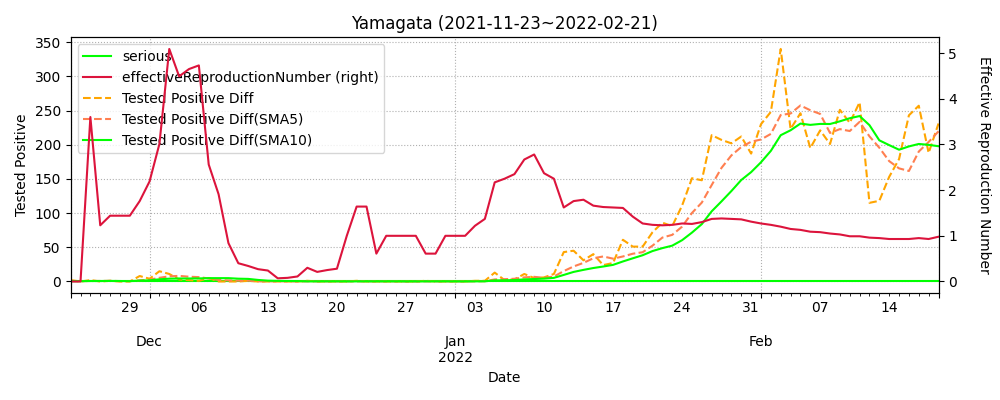 Yamagata (2021-11-23~2022-02-21)
serious
effectiveReproductionNumber (right)
Tested Positive Diff
Tested Positive Diff(SMA5)
Tested Positive Diff(SMA10)
Tested Positive
350
300
250
200
150
100
50
0
Effective Reproduction Number
5
4
3
2
1
0
29 06 13 20 27 03 10 17 24 31 07 14
Dec Jan Feb
2022
Date